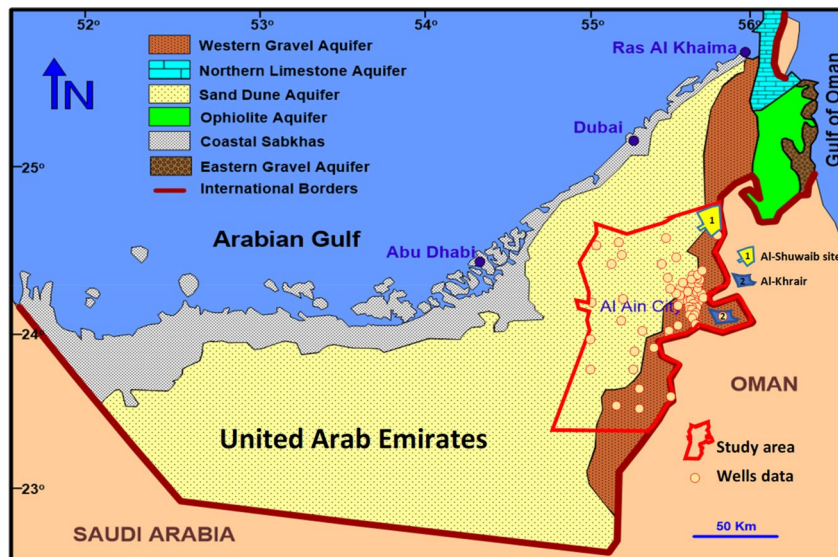 52° 53° 54° 55° 56°
Western Gravel Aquifer
Northern Limestone Aquifer
Sand Dune Aquifer
Ophiolite Aquifer
Coastal Sabkhas
Eastern Gravel Aquifer
International Borders
N
Ras Al Khaima
Gulf of Oman
Dubai
25°
Arabian Gulf
Abu Dhabi
1
1 Al-Shuwaib site
2 Al-Khrair
Al Ain City
2
24°
OMAN
United Arab Emirates
Study area
Wells data
23°
SAUDI ARABIA
50 Km